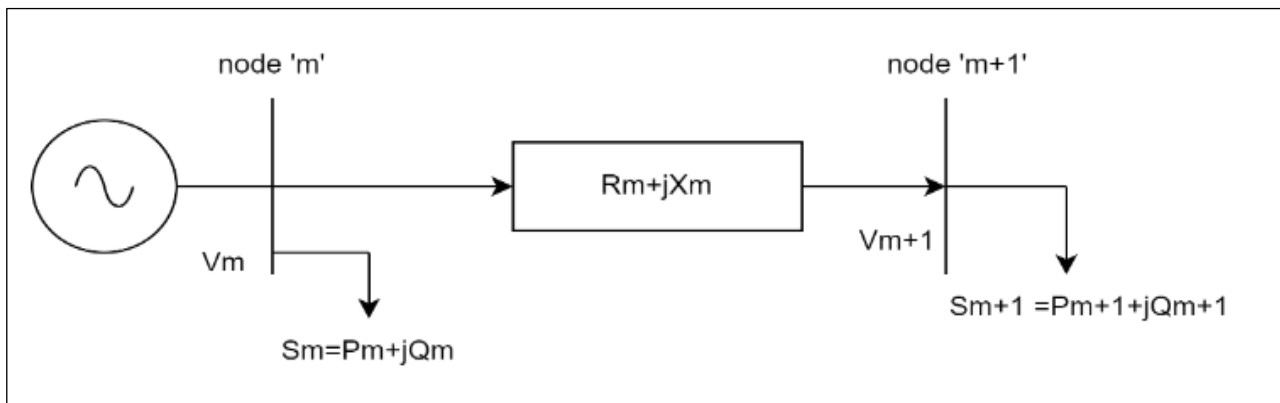 node 'm'
node 'm+1'
Rm+jXm
Vm
Vm+1
Sm=Pm+jQm
Sm+1 =Pm+1+jQm+1